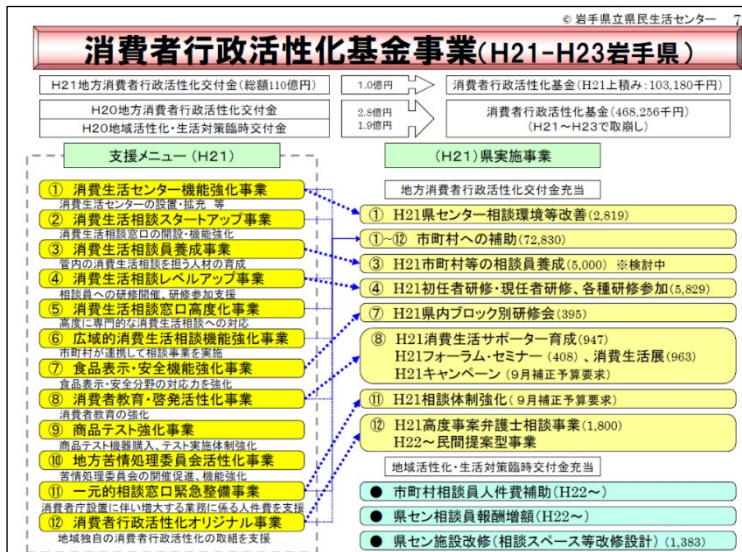 © 岩手県立県民生活センター 7
消費者行政活性化基金事業(H21-H23岩手県)
H21地方消費者行政活性化交付金(総額110億円)
1.0億円
消費者行政活性化基金(H21上積み:103,180千円)
H20地方消費者行政活性化交付金
H20地域活性化・生活対策臨時交付金
2.8億円
1.9億円
消費者行政活性化基金(468,256千円)
(H21~H23で取崩し)
支援メニュー(H21)
① 消費生活センター機能強化事業
消費生活センターの設置・拡充 等
② 消費生活相談スタートアップ事業
消費生活相談窓口の開設・機能強化
③ 消費生活相談員養成事業
管内の消費生活相談を担う人材の育成
④ 消費生活相談レベルアップ事業
相談員への研修開催、研修参加支援
⑤ 消費生活相談窓口高度化事業
高度に専門的な消費生活相談への対応
⑥ 広域的消費生活相談機能強化事業
市町村が連携して相談事業を実施
⑦ 食品表示・安全機能強化事業
食品表示・安全分野の対応力を強化
⑧ 消費者教育・啓発活性化事業
消費者教育の強化
⑨ 商品テスト強化事業
商品テスト機器購入、テスト実施体制強化
⑩ 地方苦情処理委員会活性化事業
苦情処理委員会の開催促進、機能強化
⑪ 一元的相談窓口緊急整備事業
消費者庁設置に伴い増大する業務に係る人件費を支援
⑫ 消費者行政活性化オリジナル事業
地域独自の消費者行政活性化の取組を支援
(H21)県実施事業
地方消費者行政活性化交付金充当
① H21県センター相談環境等改善(2,819)
①~⑫ 市町村への補助(72,830)
③ H21市町村等の相談員養成(5,000) ※検討中
④ H21初任者研修・現任者研修、各種研修参加(5,829)
⑦ H21県内ブロック別研修会(395)
⑧ H21消費生活サポーター育成(947)
H21フォーラム・セミナー(408)、消費生活展(963)
H21キャンペーン(9月補正予算要求)
⑪ H21相談体制強化(9月補正予算要求)
⑫ H21高度事案弁護士相談事業(1,800)
H22~民間提案型事業
地域活性化・生活対策臨時交付金充当
● 市町村相談員人件費補助(H22~)
● 県セン相談員報酬増額(H22~)
● 県セン施設改修(相談スペース等改修設計)(1,383)